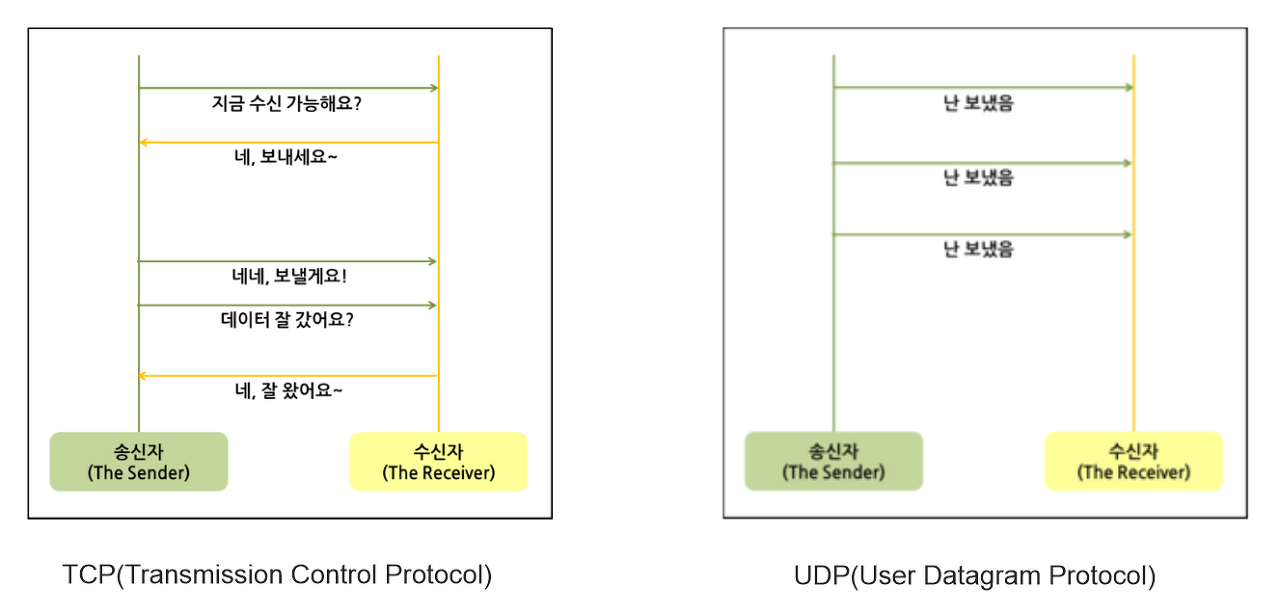 지금 수신 가능해요?
네, 보내세요~
네네, 보낼게요!
데이터 잘 갔어요?
네, 잘 왔어요~
송신자
(The Sender)
수신자
(The Receiver)
TCP(Transmission Control Protocol)
난 보냈음
난 보냈음
난 보냈음
송신자
(The Sender)
수신자
(The Receiver)
UDP(User Datagram Protocol)